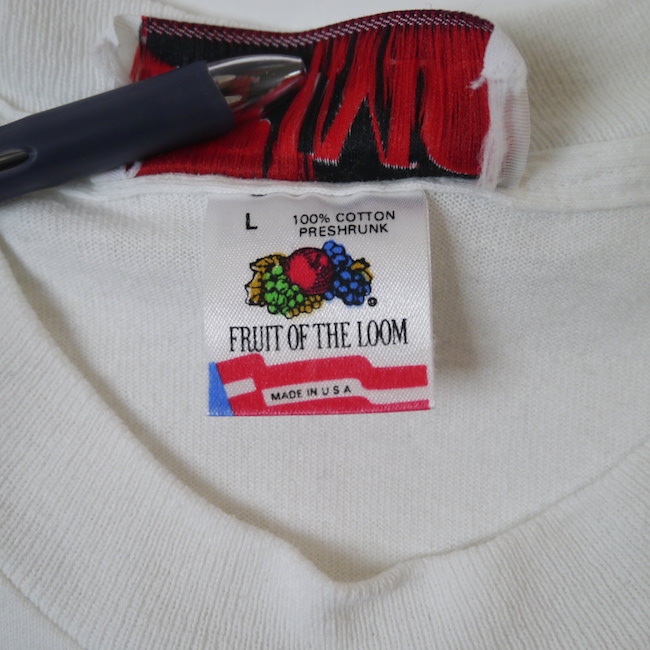 L
100% COTTON
PRESHRUNK
®
FRUIT OF THE LOOM
MADE IN U S A